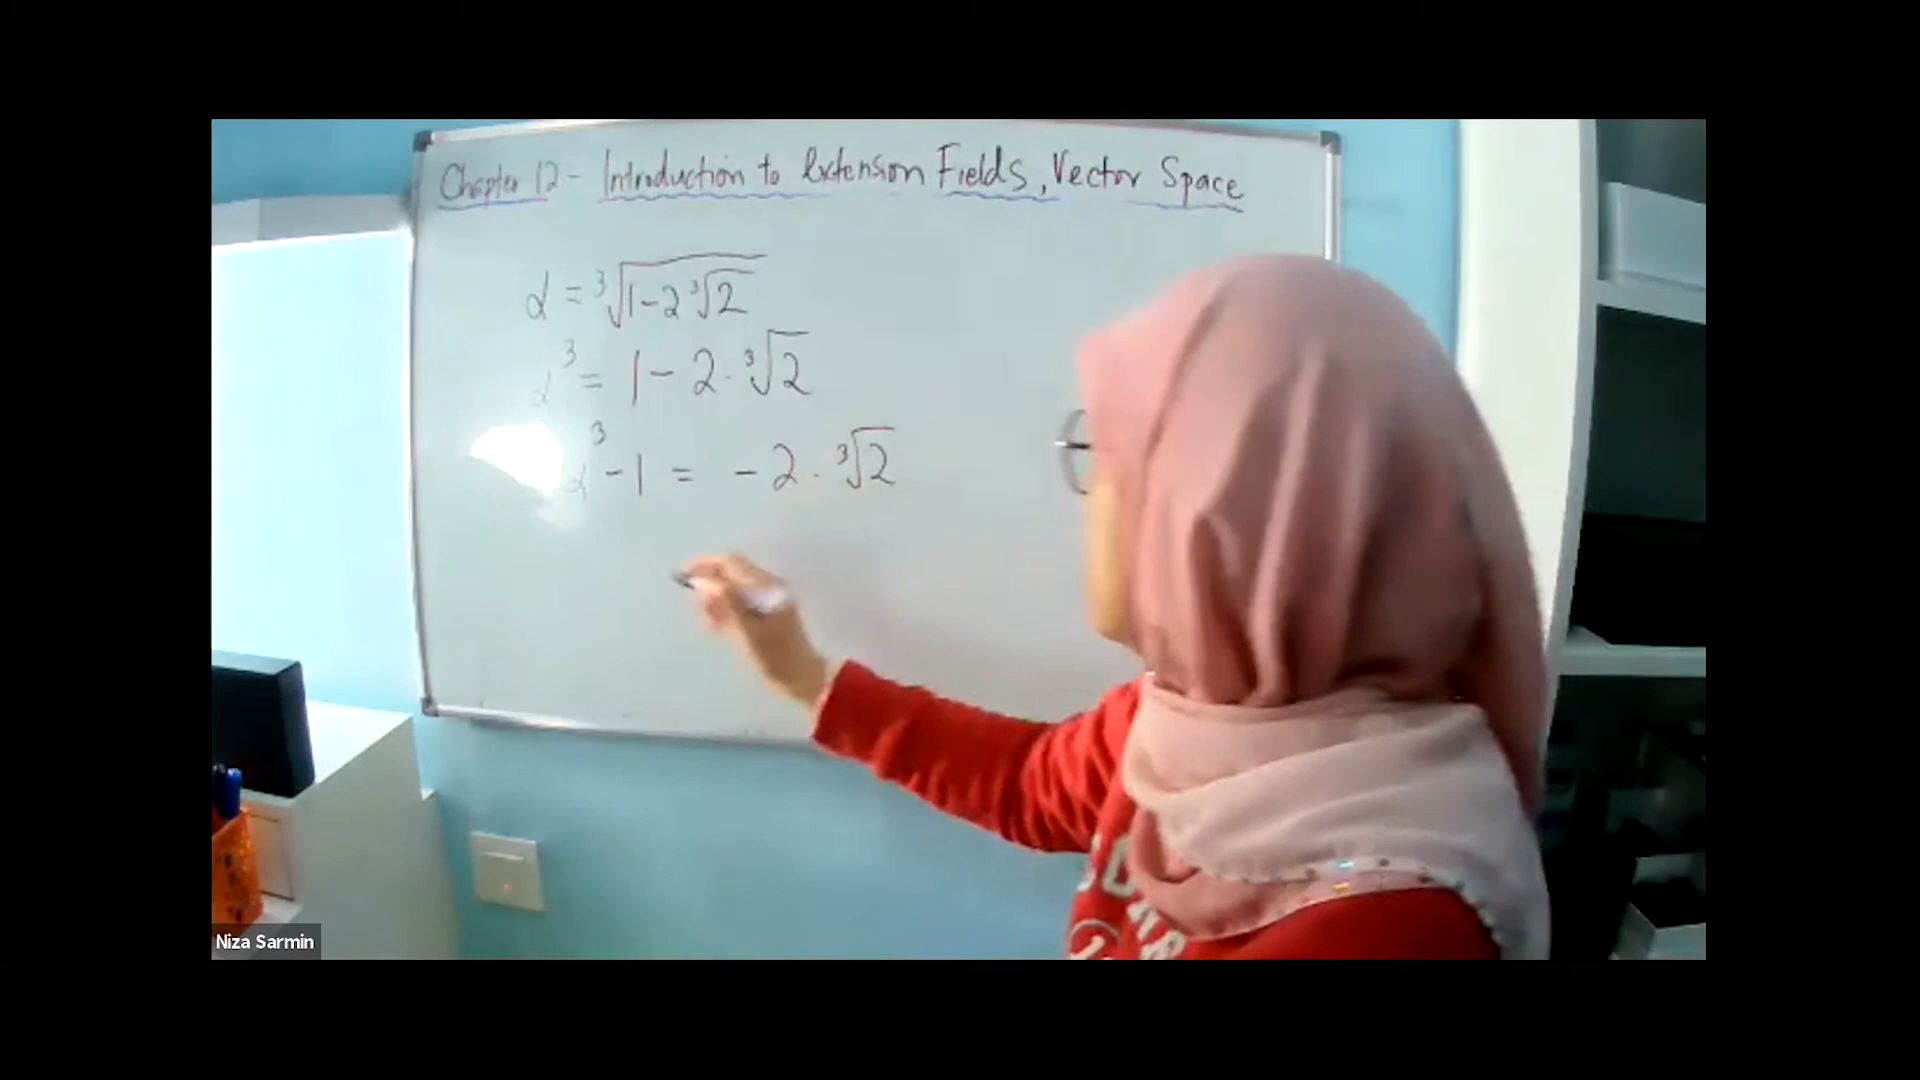 Chapter 12 - Introduction to Extension Fields, Vector Space
α = ∛(1-2∛2)
α³ = 1 - 2 · ∛2
α³ - 1 = - 2 · ∛2
Niza Sarmin